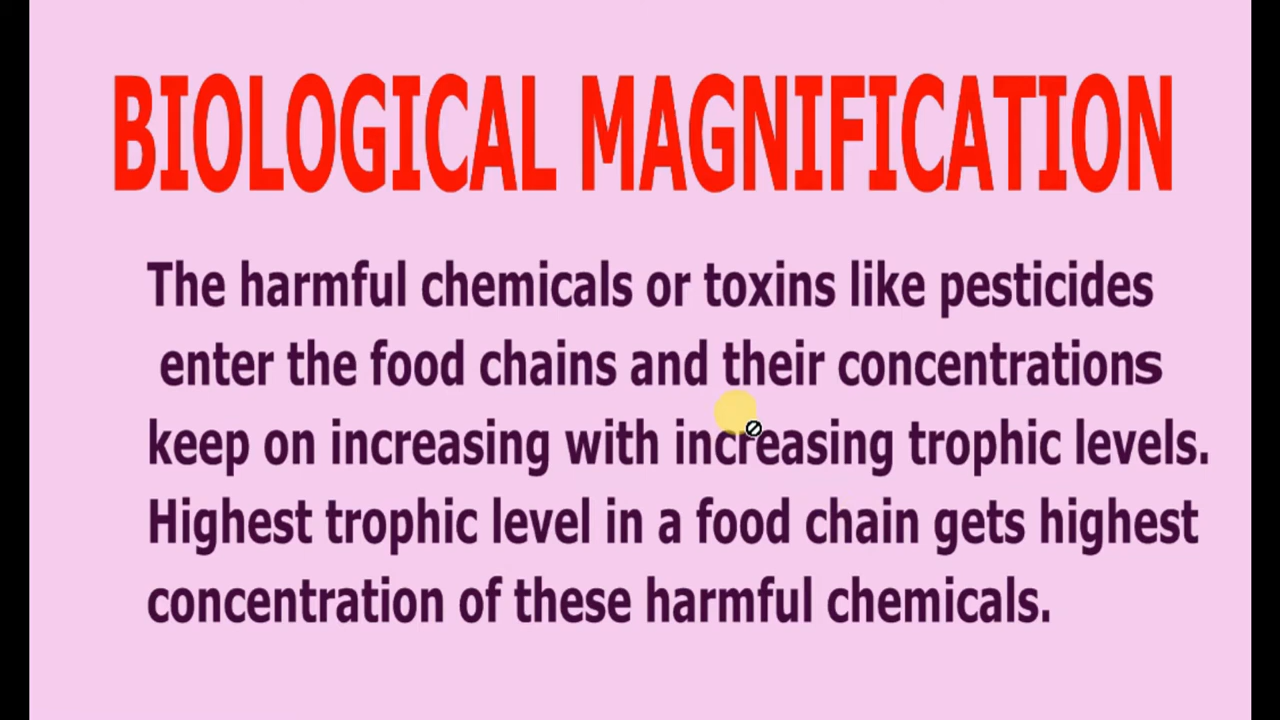 BIOLOGICAL MAGNIFICATION
The harmful chemicals or toxins like pesticides
enter the food chains and their concentrations
keep on increasing with increasing trophic levels.
Highest trophic level in a food chain gets highest
concentration of these harmful chemicals.